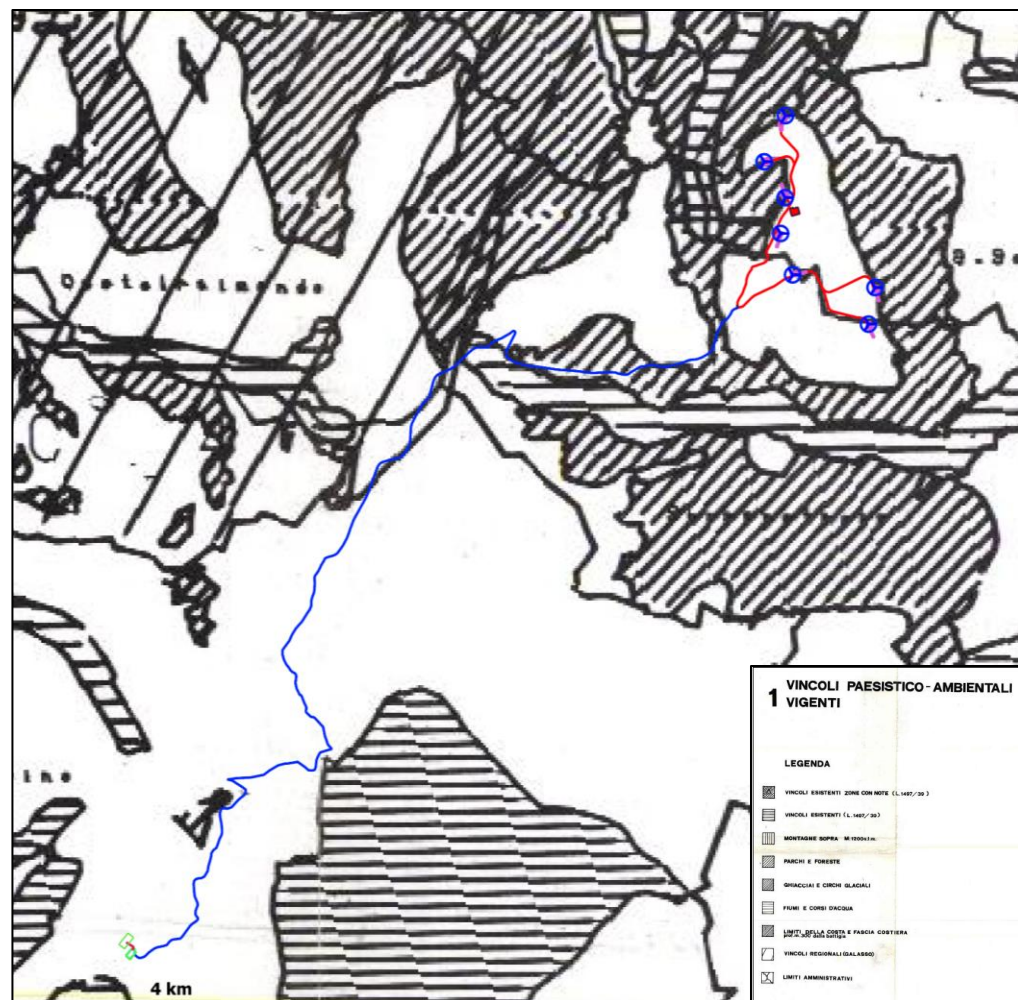 ino
4 km
1 VINCOLI PAESISTICO-AMBIENTALI
VIGENTI
LEGENDA
VINCOLI ESISTENTI ZONE CON NOTE (L.1497/39)
VINCOLI ESISTENTI (L.1497/39)
PARCHI E FORESTE
GHIACCIAI E CIRCHI GLACIALI
FIUMI E CORSI D'ACQUA
LIMITI DELLA COSTA E FASCIA COSTIERA
VINCOLI REGIONALI (GALASSO)
LIMITI AMMINISTRATIVI